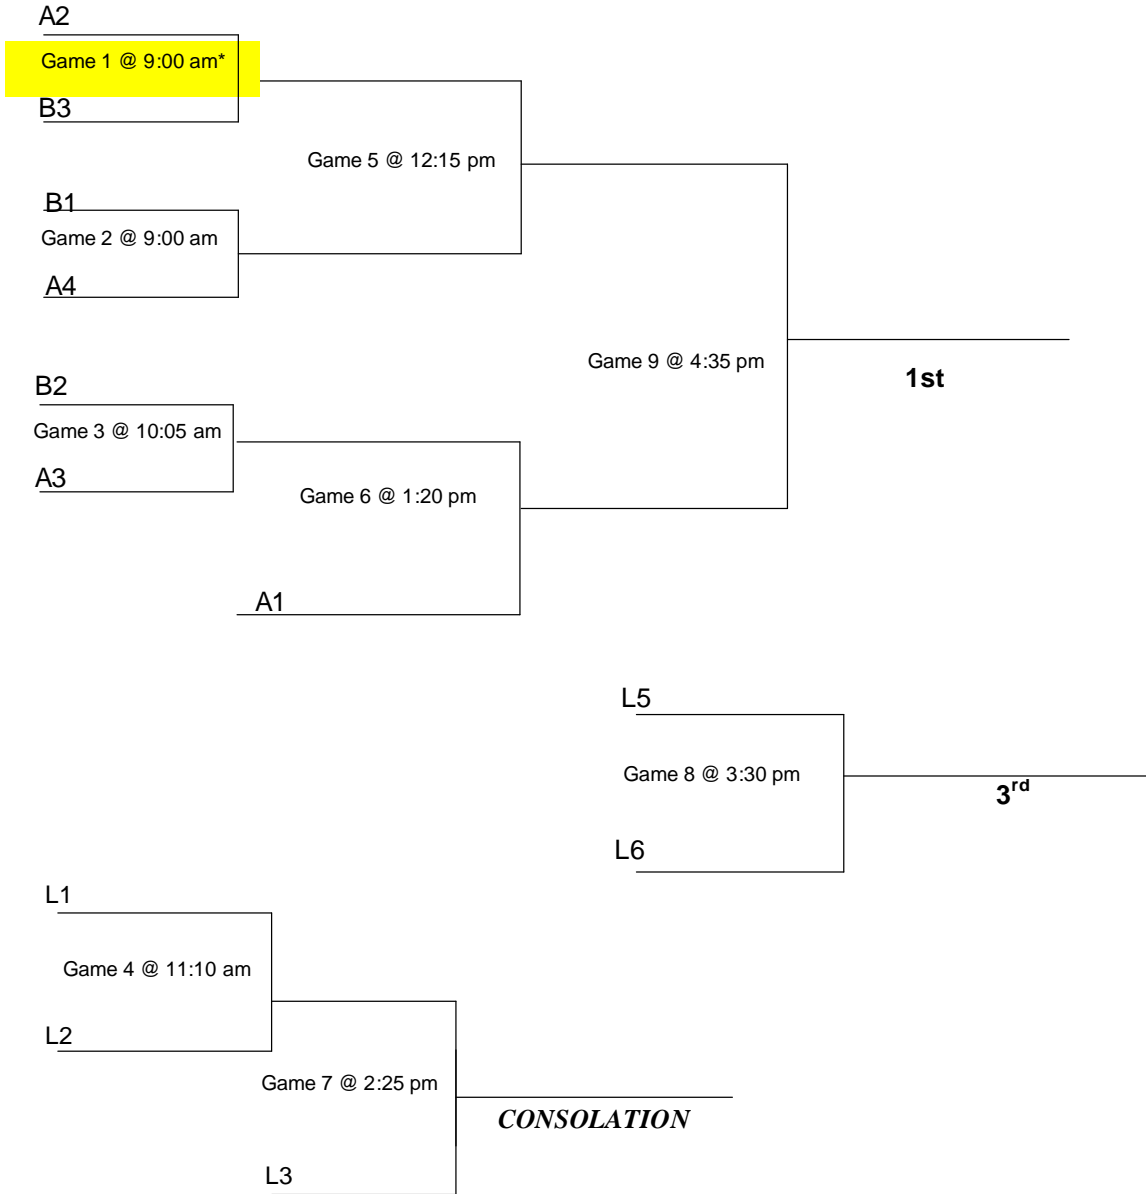 A2
Game 1 @ 9:00 am*
B3
Game 5 @ 12:15 pm
B1
Game 2 @ 9:00 am
A4
Game 9 @ 4:35 pm
1st
B2
Game 3 @ 10:05 am
A3
Game 6 @ 1:20 pm
A1
L5
Game 8 @ 3:30 pm
3rd
L6
L1
Game 4 @ 11:10 am
L2
Game 7 @ 2:25 pm
CONSOLATION
L3